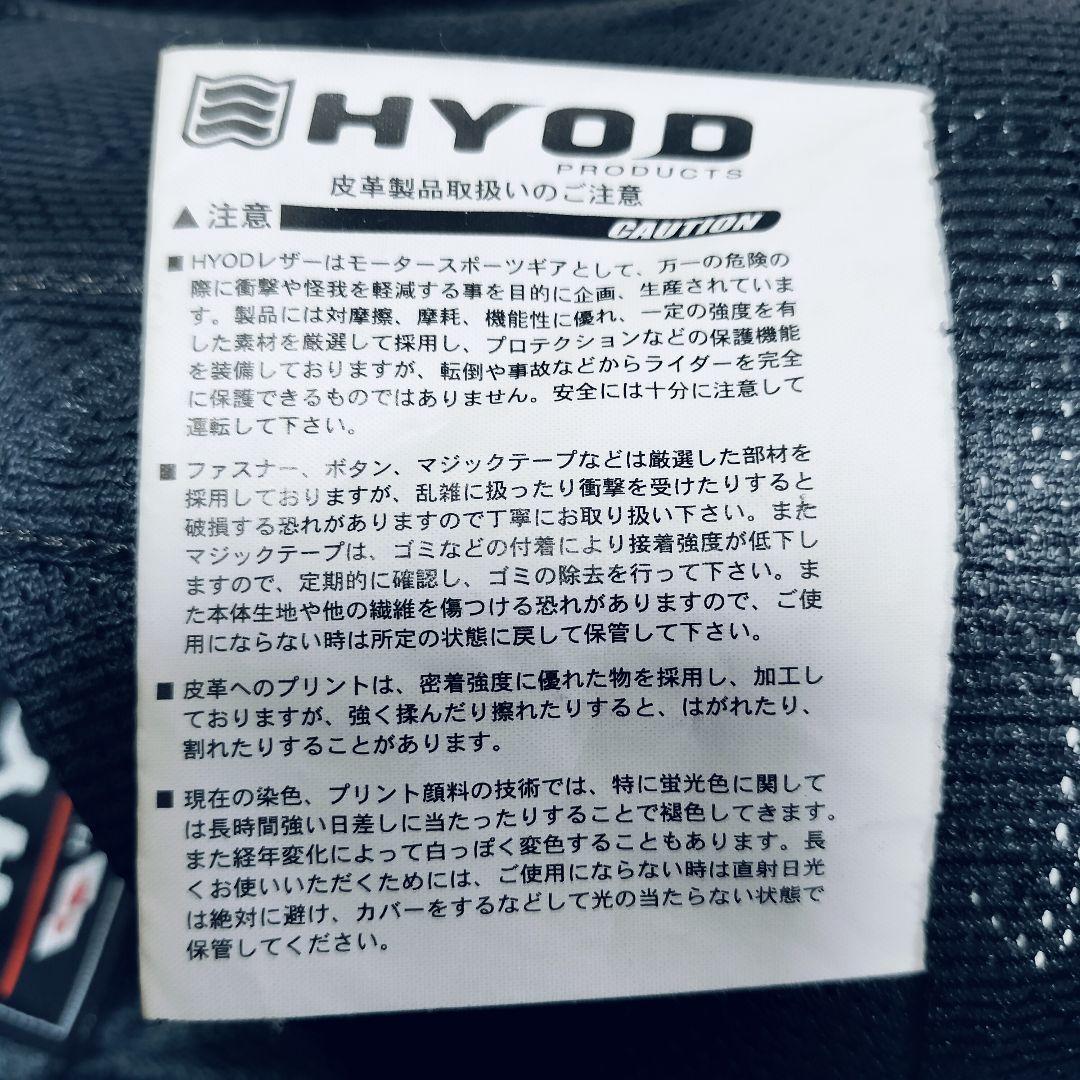 HYOD
PRODUCTS
皮革製品取扱いのご注意
▲注意 CAUTION
■ HYODレザーはモータースポーツギアとして、万一の危険の
際に衝撃や怪我を軽減する事を目的に企画、生産されていま
す。製品には対摩擦、摩耗、機能性に優れ、一定の強度を有
した素材を厳選して採用し、プロテクションなどの保護機能
を装備しておりますが、転倒や事故などからライダーを完全
に保護できるものではありません。安全には十分に注意して
運転して下さい。
■ ファスナー、ボタン、マジックテープなどは厳選した部材を
採用しておりますが、乱雑に扱ったり衝撃を受けたりすると
破損する恐れがありますので丁寧にお取り扱い下さい。また
マジックテープは、ゴミなどの付着により接着強度が低下し
ますので、定期的に確認し、ゴミの除去を行って下さい。ま
た本体生地や他の繊維を傷つける恐れがありますので、ご使
用にならない時は所定の状態に戻して保管して下さい。
■ 皮革へのプリントは、密着強度に優れた物を採用し、加工し
ておりますが、強く揉んだり擦れたりすると、はがれたり、
割れたりすることがあります。
■ 現在の染色、プリント顔料の技術では、特に蛍光色に関して
は長時間強い日差しに当たったりすることで褪色してきます。
また経年変化によって白っぽく変色することもあります。長
くお使いいただくためには、ご使用にならない時は直射日光
は絶対に避け、カバーをするなどして光の当たらない状態で
保管してください。